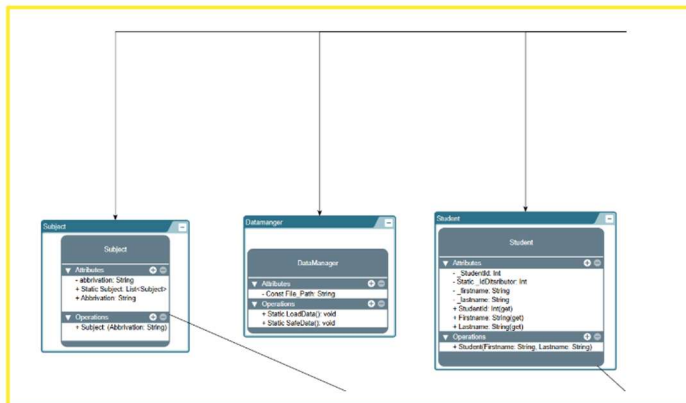 Subject
Subject
Attributes
- abbrivation: String
+ Static Subject: List<Subject>
+ Abbrivation: String
Operations
+ Subject (Abbrivation: String)
Datamanger
DataManager
Attributes
- Const File_Path: String
Operations
+ Static LoadData(): void
+ Static SafeData(): void
Student
Student
Attributes
- _StudentId: Int
- Static _IdDitsributor: Int
- _firstname: String
- _lastname: String
+ StudentId: Int(get)
+ Firstname: String(get)
+ Lastname: String(get)
Operations
+ Student(Firstname: String, Lastname: String)